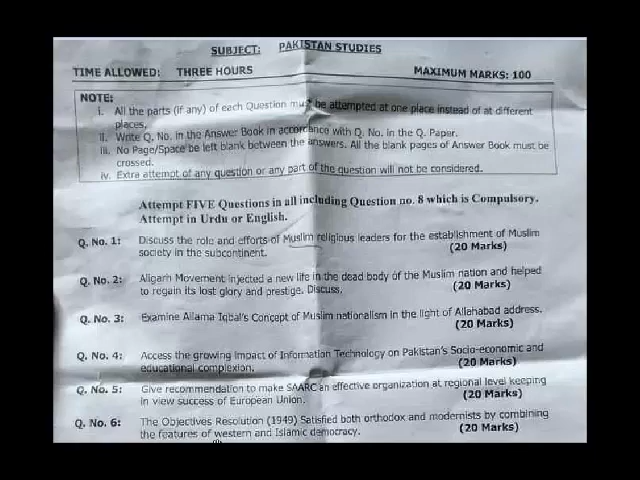 SUBJECT: PAKISTAN STUDIES
TIME ALLOWED: THREE HOURS MAXIMUM MARKS: 100
NOTE:
i. All the parts (if any) of each Question must be attempted at one place instead of at different
places.
ii. Write Q. No. in the Answer Book in accordance with Q. No. in the Q. Paper.
iii. No Page/Space be left blank between the answers. All the blank pages of Answer Book must be
crossed.
iv. Extra attempt of any question or any part of the question will not be considered.
Attempt FIVE Questions in all including Question no. 8 which is Compulsory.
Attempt in Urdu or English.
Q. No. 1: Discuss the role and efforts of Muslim religious leaders for the establishment of Muslim
society in the subcontinent. (20 Marks)
Q. No. 2: Aligarh Movement injected a new life in the dead body of the Muslim nation and helped
to regain its lost glory and prestige. Discuss. (20 Marks)
Q. No. 3: Examine Allama Iqbal's Concept of Muslim nationalism in the light of Allahabad address.
(20 Marks)
Q. No. 4: Access the growing impact of Information Technology on Pakistan's Socio-economic and
educational complexion. (20 Marks)
Q. No. 5: Give recommendation to make SAARC an effective organization at regional level keeping
in view success of European Union. (20 Marks)
Q. No. 6: The Objectives Resolution (1949) Satisfied both orthodox and modernists by combining
the features of western and Islamic democracy. (20 Marks)